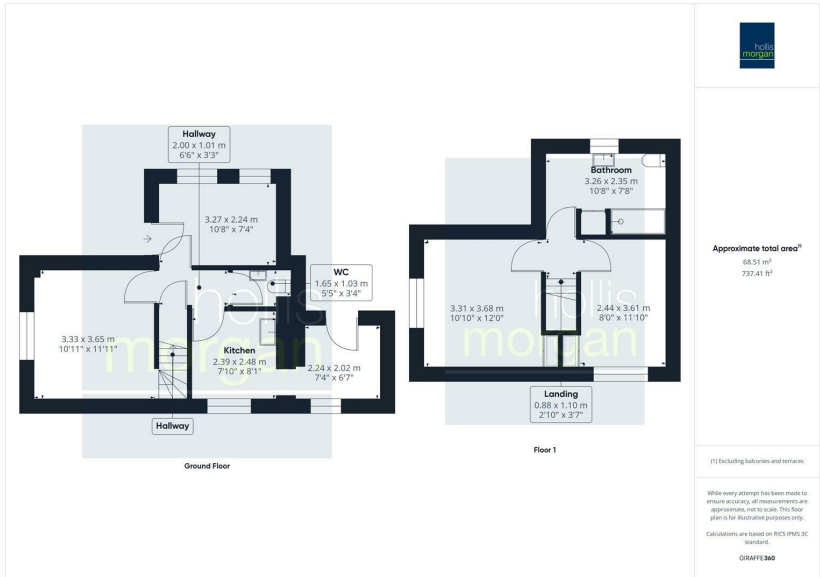 Hallway
2.00 x 1.01 m
6'6" x 3'3"
3.27 x 2.24 m
10'8" x 7'4"
WC
1.65 x 1.03 m
5'5" x 3'4"
3.33 x 3.65 m
10'11" x 11'11"
Kitchen
2.39 x 2.48 m
7'10" x 8'1"
2.24 x 2.02 m
7'4" x 6'7"
Hallway
hollis
morgan
Ground Floor
Bathroom
3.26 x 2.35 m
10'8" x 7'8"
3.31 x 3.68 m
10'10" x 12'0"
2.44 x 3.61 m
8'0" x 11'10"
Landing
0.88 x 1.10 m
2'10" x 3'7"
hollis
morgan
Floor 1
hollis
morgan
Approximate total area(1)
68.51 m²
737.41 ft²
(1) Excluding balconies and terraces
While every attempt has been made to
ensure accuracy, all measurements are
approximate, not to scale. This floor
plan is for illustrative purposes only.
Calculations are based on RICS IPMS 3C
standard.
GIRAFFE360